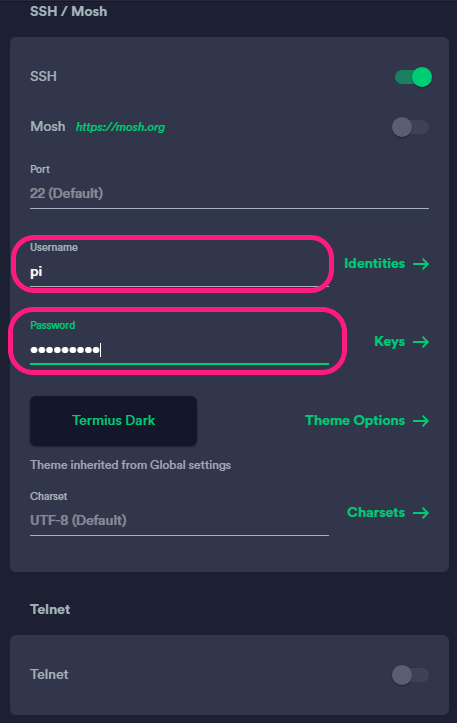 SSH / Mosh
SSH
Mosh https://mosh.org
Port
22 (Default)
Username
pi
Identities →
Password
●●●●●●●●●
Keys →
Termius Dark
Theme Options →
Theme inherited from Global settings
Charset
UTF-8 (Default)
Charsets →
Telnet
Telnet